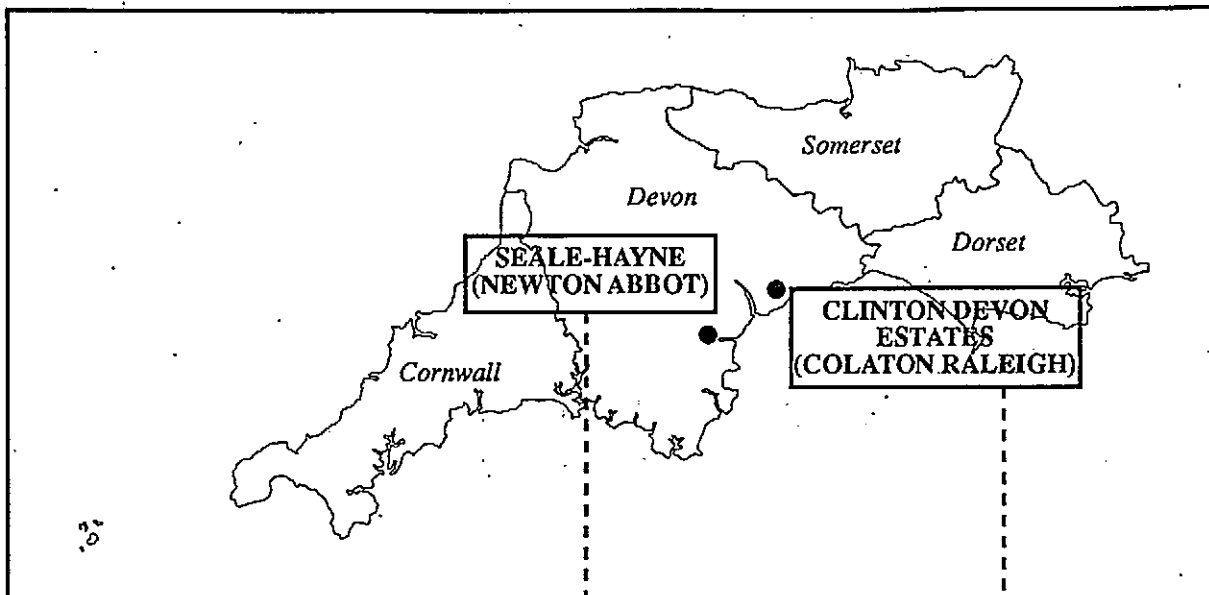 Somerset
Devon
Dorset
SEALE-HAYNE
(NEWTON ABBOT)
CLINTON DEVON
ESTATES
(COLATON RALEIGH)
Cornwall